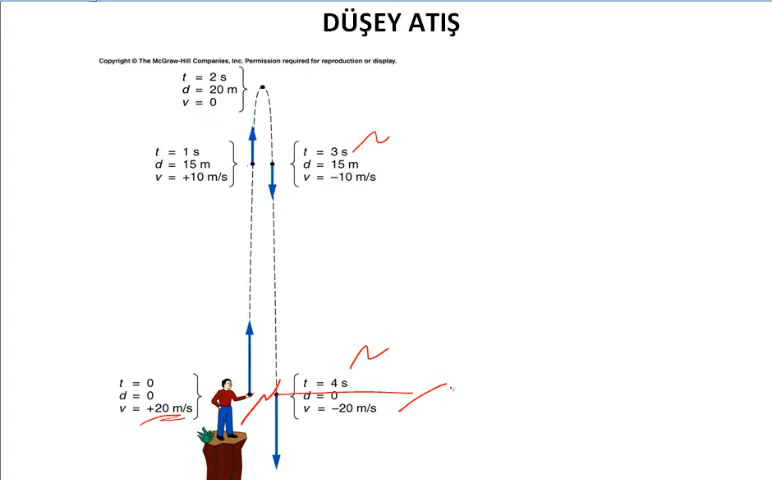 DÜŞEY ATIŞ
Copyright © The McGraw-Hill Companies, Inc. Permission required for reproduction or display.
t = 2 s
d = 20 m
v = 0
t = 1 s
d = 15 m
v = +10 m/s
t = 3 s
d = 15 m
v = −10 m/s
t = 0
d = 0
v = +20 m/s
t = 4 s
d = 0
v = −20 m/s